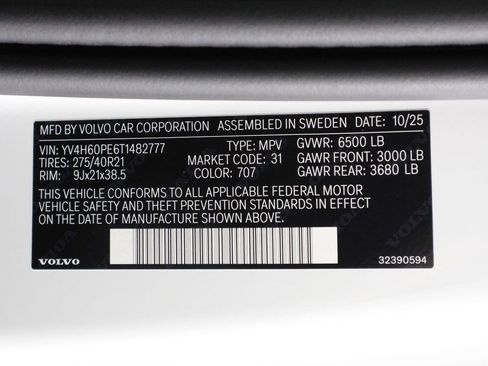 MFD BY VOLVO CAR CORPORATION ASSEMBLED IN SWEDEN DATE: 10/25
VIN: YV4H60PE6T1482777 TYPE: MPV GVWR: 6500 LB
TIRES: 275/40R21 MARKET CODE: 31 GAWR FRONT: 3000 LB
RIM: 9Jx21x38.5 COLOR: 707 GAWR REAR: 3680 LB
THIS VEHICLE CONFORMS TO ALL APPLICABLE FEDERAL MOTOR
VEHICLE SAFETY AND THEFT PREVENTION STANDARDS IN EFFECT
ON THE DATE OF MANUFACTURE SHOWN ABOVE.
VOLVO 32390594